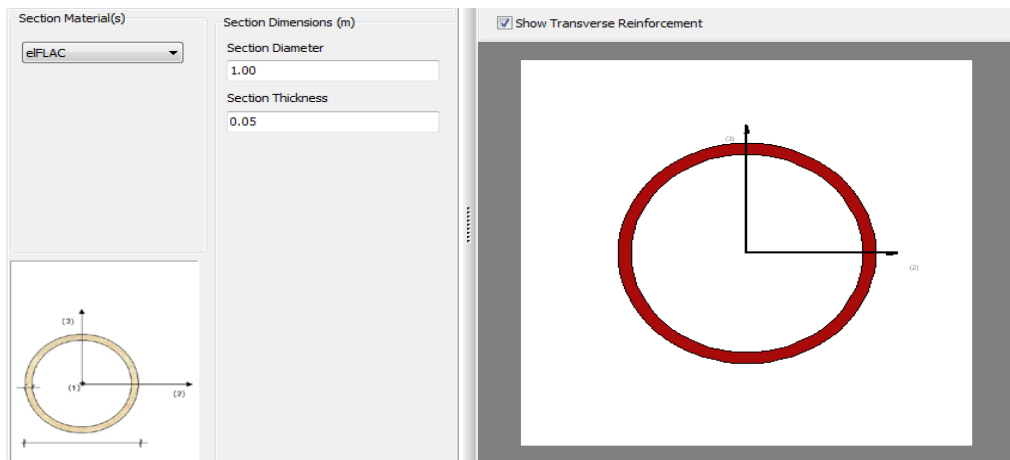 Section Material(s)
elFLAC
Section Dimensions (m)
Section Diameter
1.00
Section Thickness
0.05
Show Transverse Reinforcement
(3)
(2)
(3)
(1)
(2)